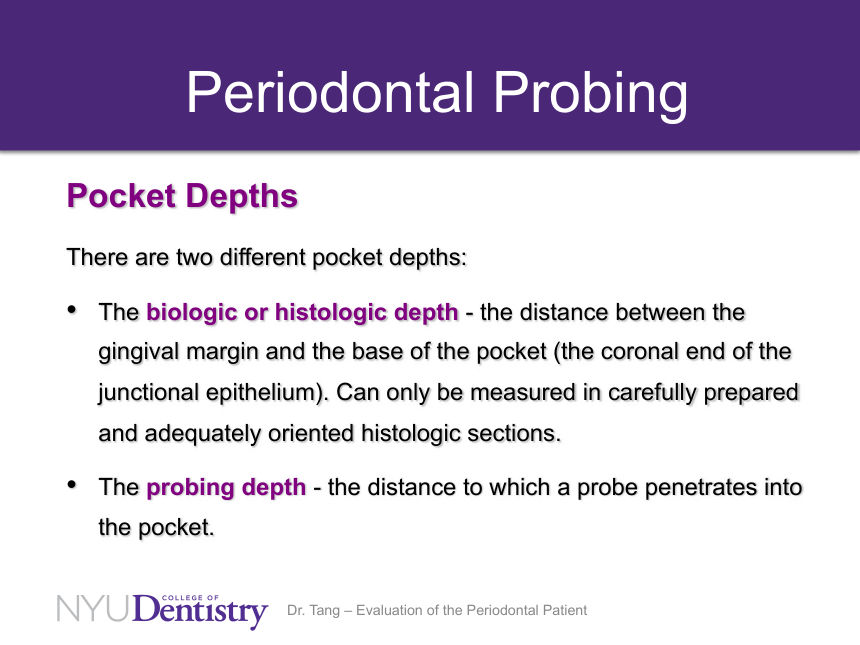 Periodontal Probing
Pocket Depths
There are two different pocket depths:
• The biologic or histologic depth - the distance between the
gingival margin and the base of the pocket (the coronal end of the
junctional epithelium). Can only be measured in carefully prepared
and adequately oriented histologic sections.
• The probing depth - the distance to which a probe penetrates into
the pocket.
COLLEGE OF
NYU Dentistry
Dr. Tang – Evaluation of the Periodontal Patient